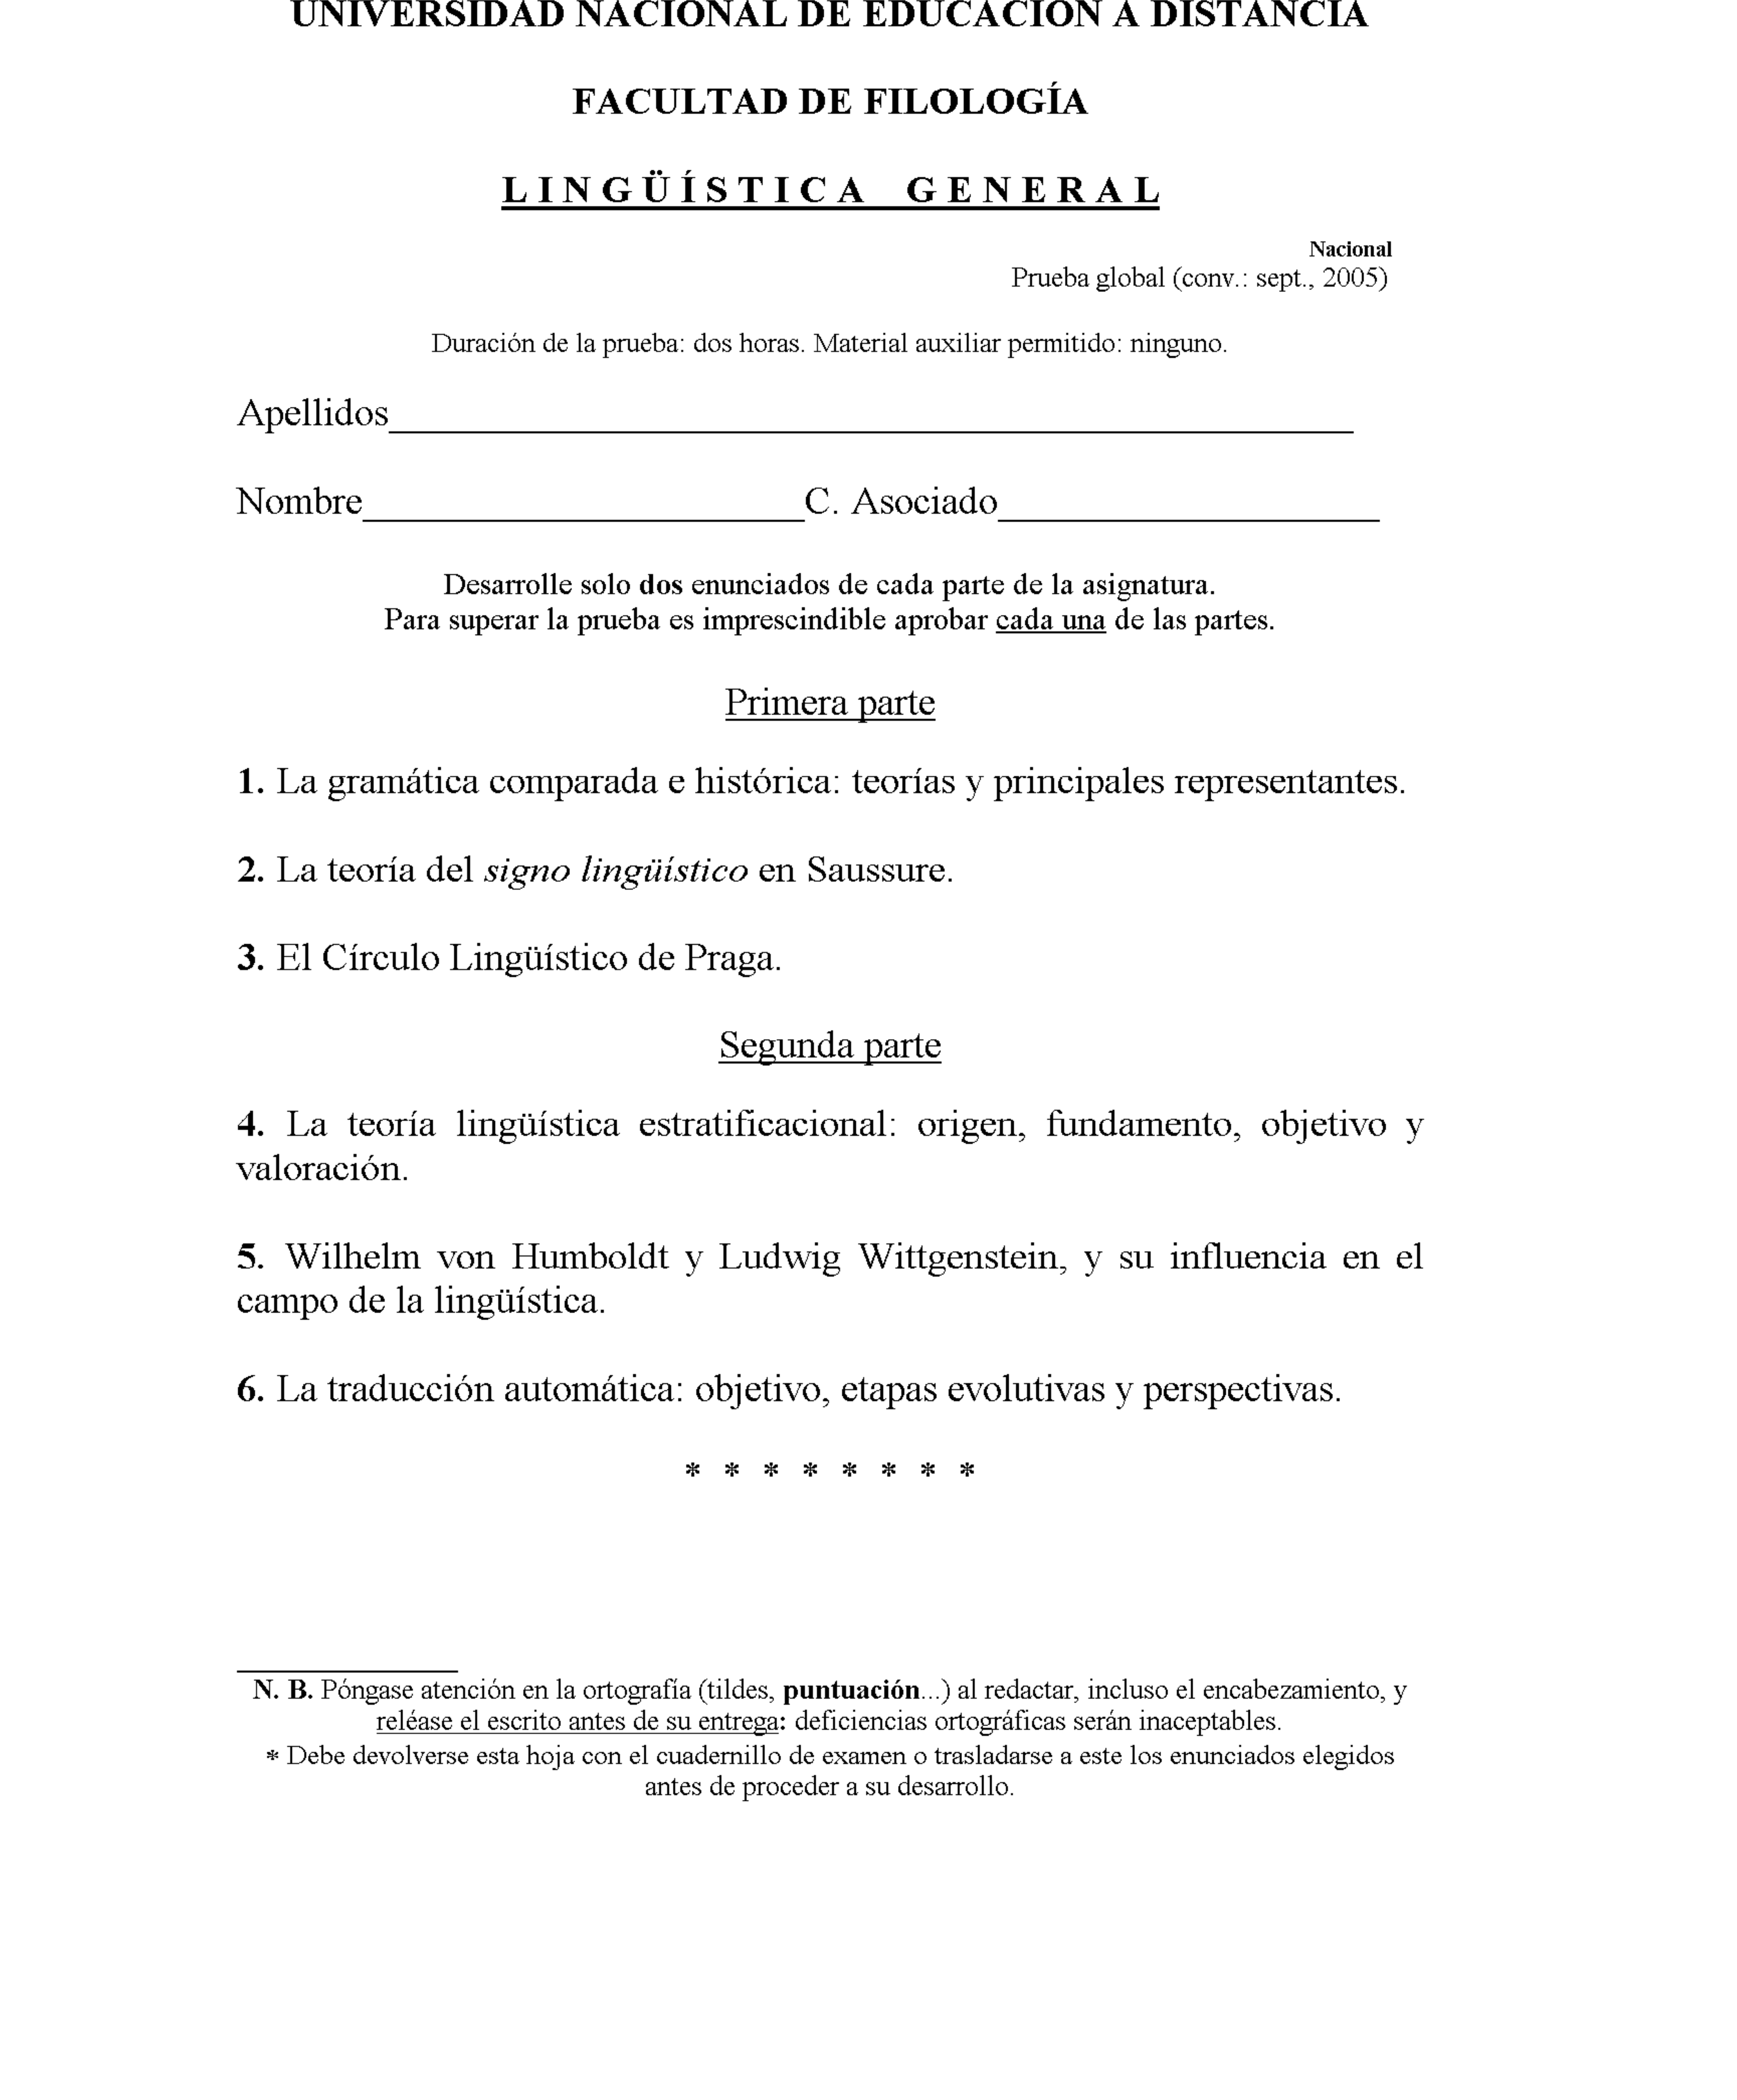 UNIVERSIDAD NACIONAL DE EDUCACIÓN A DISTANCIA
FACULTAD DE FILOLOGÍA
LINGÜÍSTICA GENERAL
Nacional
Prueba global (conv.: sept., 2005)
Duración de la prueba: dos horas. Material auxiliar permitido: ninguno.
Apellidos
Nombre C. Asociado
Desarrolle solo dos enunciados de cada parte de la asignatura.
Para superar la prueba es imprescindible aprobar cada una de las partes.
Primera parte
1. La gramática comparada e histórica: teorías y principales representantes.
2. La teoría del signo lingüístico en Saussure.
3. El Círculo Lingüístico de Praga.
Segunda parte
4. La teoría lingüística estratificacional: origen, fundamento, objetivo y
valoración.
5. Wilhelm von Humboldt y Ludwig Wittgenstein, y su influencia en el
campo de la lingüística.
6. La traducción automática: objetivo, etapas evolutivas y perspectivas.
* * * * * * * *
N. B. Póngase atención en la ortografía (tildes, puntuación...) al redactar, incluso el encabezamiento, y
reléase el escrito antes de su entrega: deficiencias ortográficas serán inaceptables.
* Debe devolverse esta hoja con el cuadernillo de examen o trasladarse a este los enunciados elegidos
antes de proceder a su desarrollo.